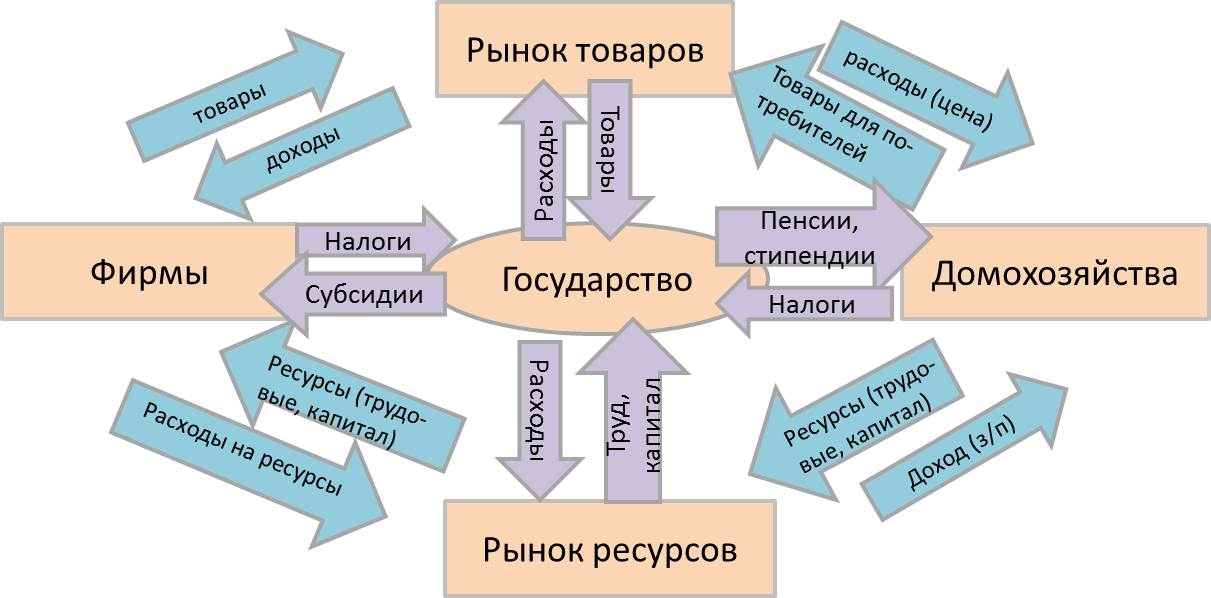 Рынок товаров
товары
доходы
расходы (цена)
Товары для по-
требителей
Расходы
Товары
Фирмы
Налоги
Субсидии
Государство
Пенсии,
стипендии
Налоги
Домохозяйства
Ресурсы (трудо-
вые, капитал)
Расходы на ресурсы
Расходы
Труд,
капитал
Ресурсы (трудо-
вые, капитал)
Доход (з/п)
Рынок ресурсов